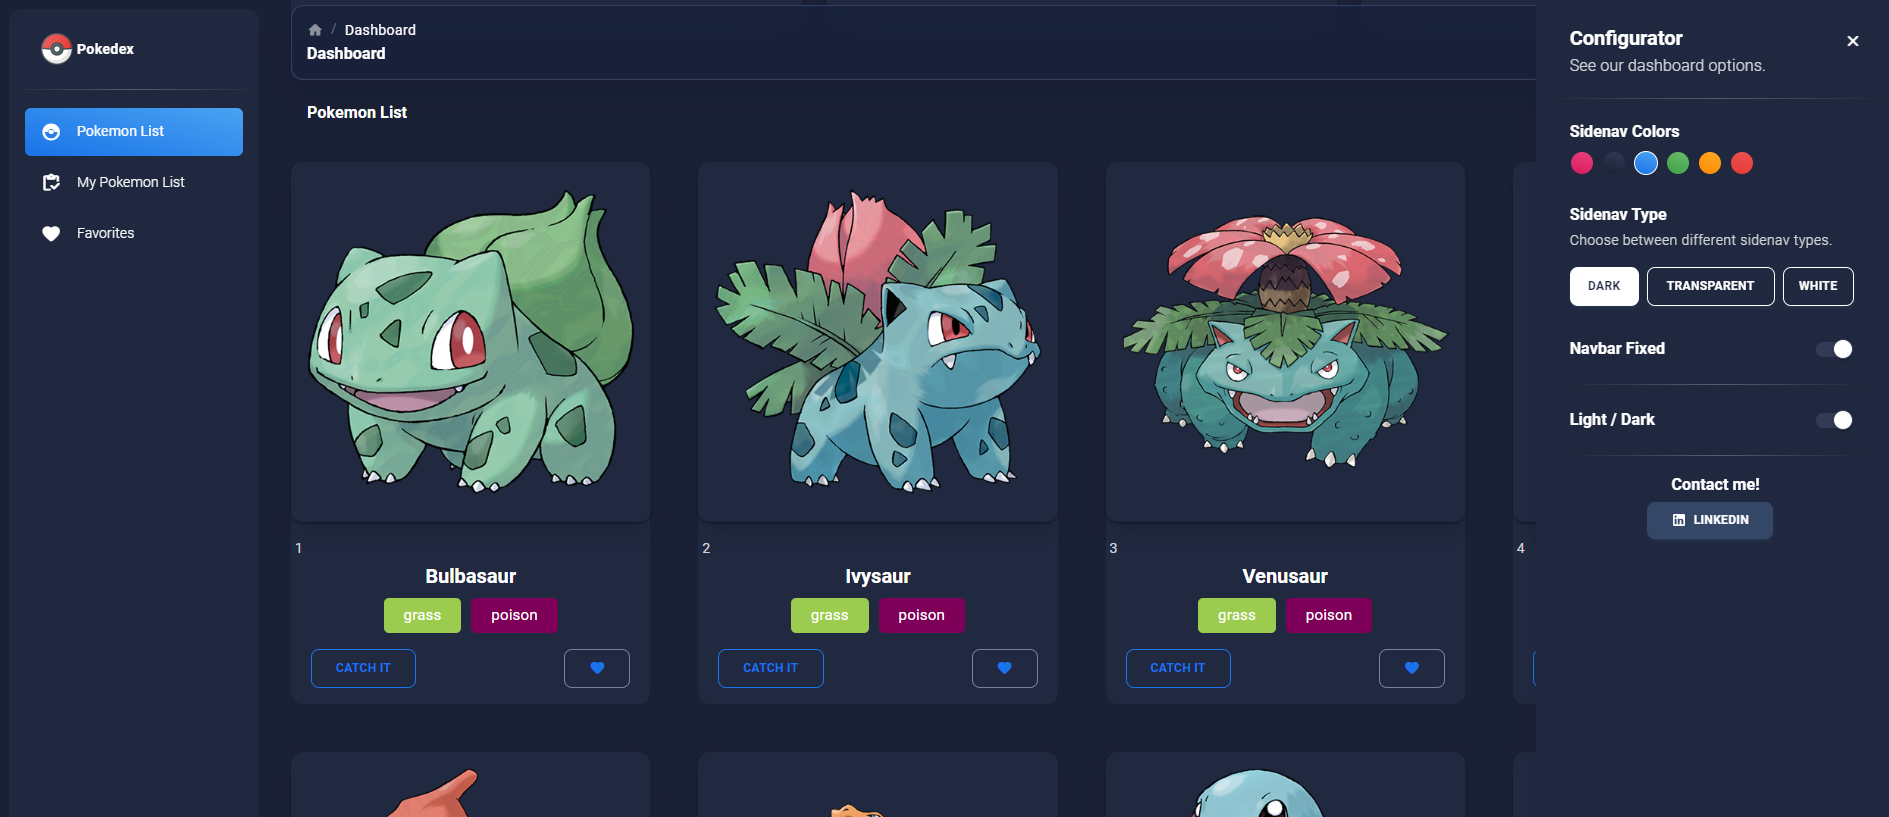 Pokedex
Pokemon List
My Pokemon List
Favorites
/ Dashboard
Dashboard
Pokemon List
1
Bulbasaur
grass poison
CATCH IT
2
Ivysaur
grass poison
CATCH IT
3
Venusaur
grass poison
CATCH IT
4
Configurator
See our dashboard options.
Sidenav Colors
Sidenav Type
Choose between different sidenav types.
DARK TRANSPARENT WHITE
Navbar Fixed
Light / Dark
Contact me!
LINKEDIN